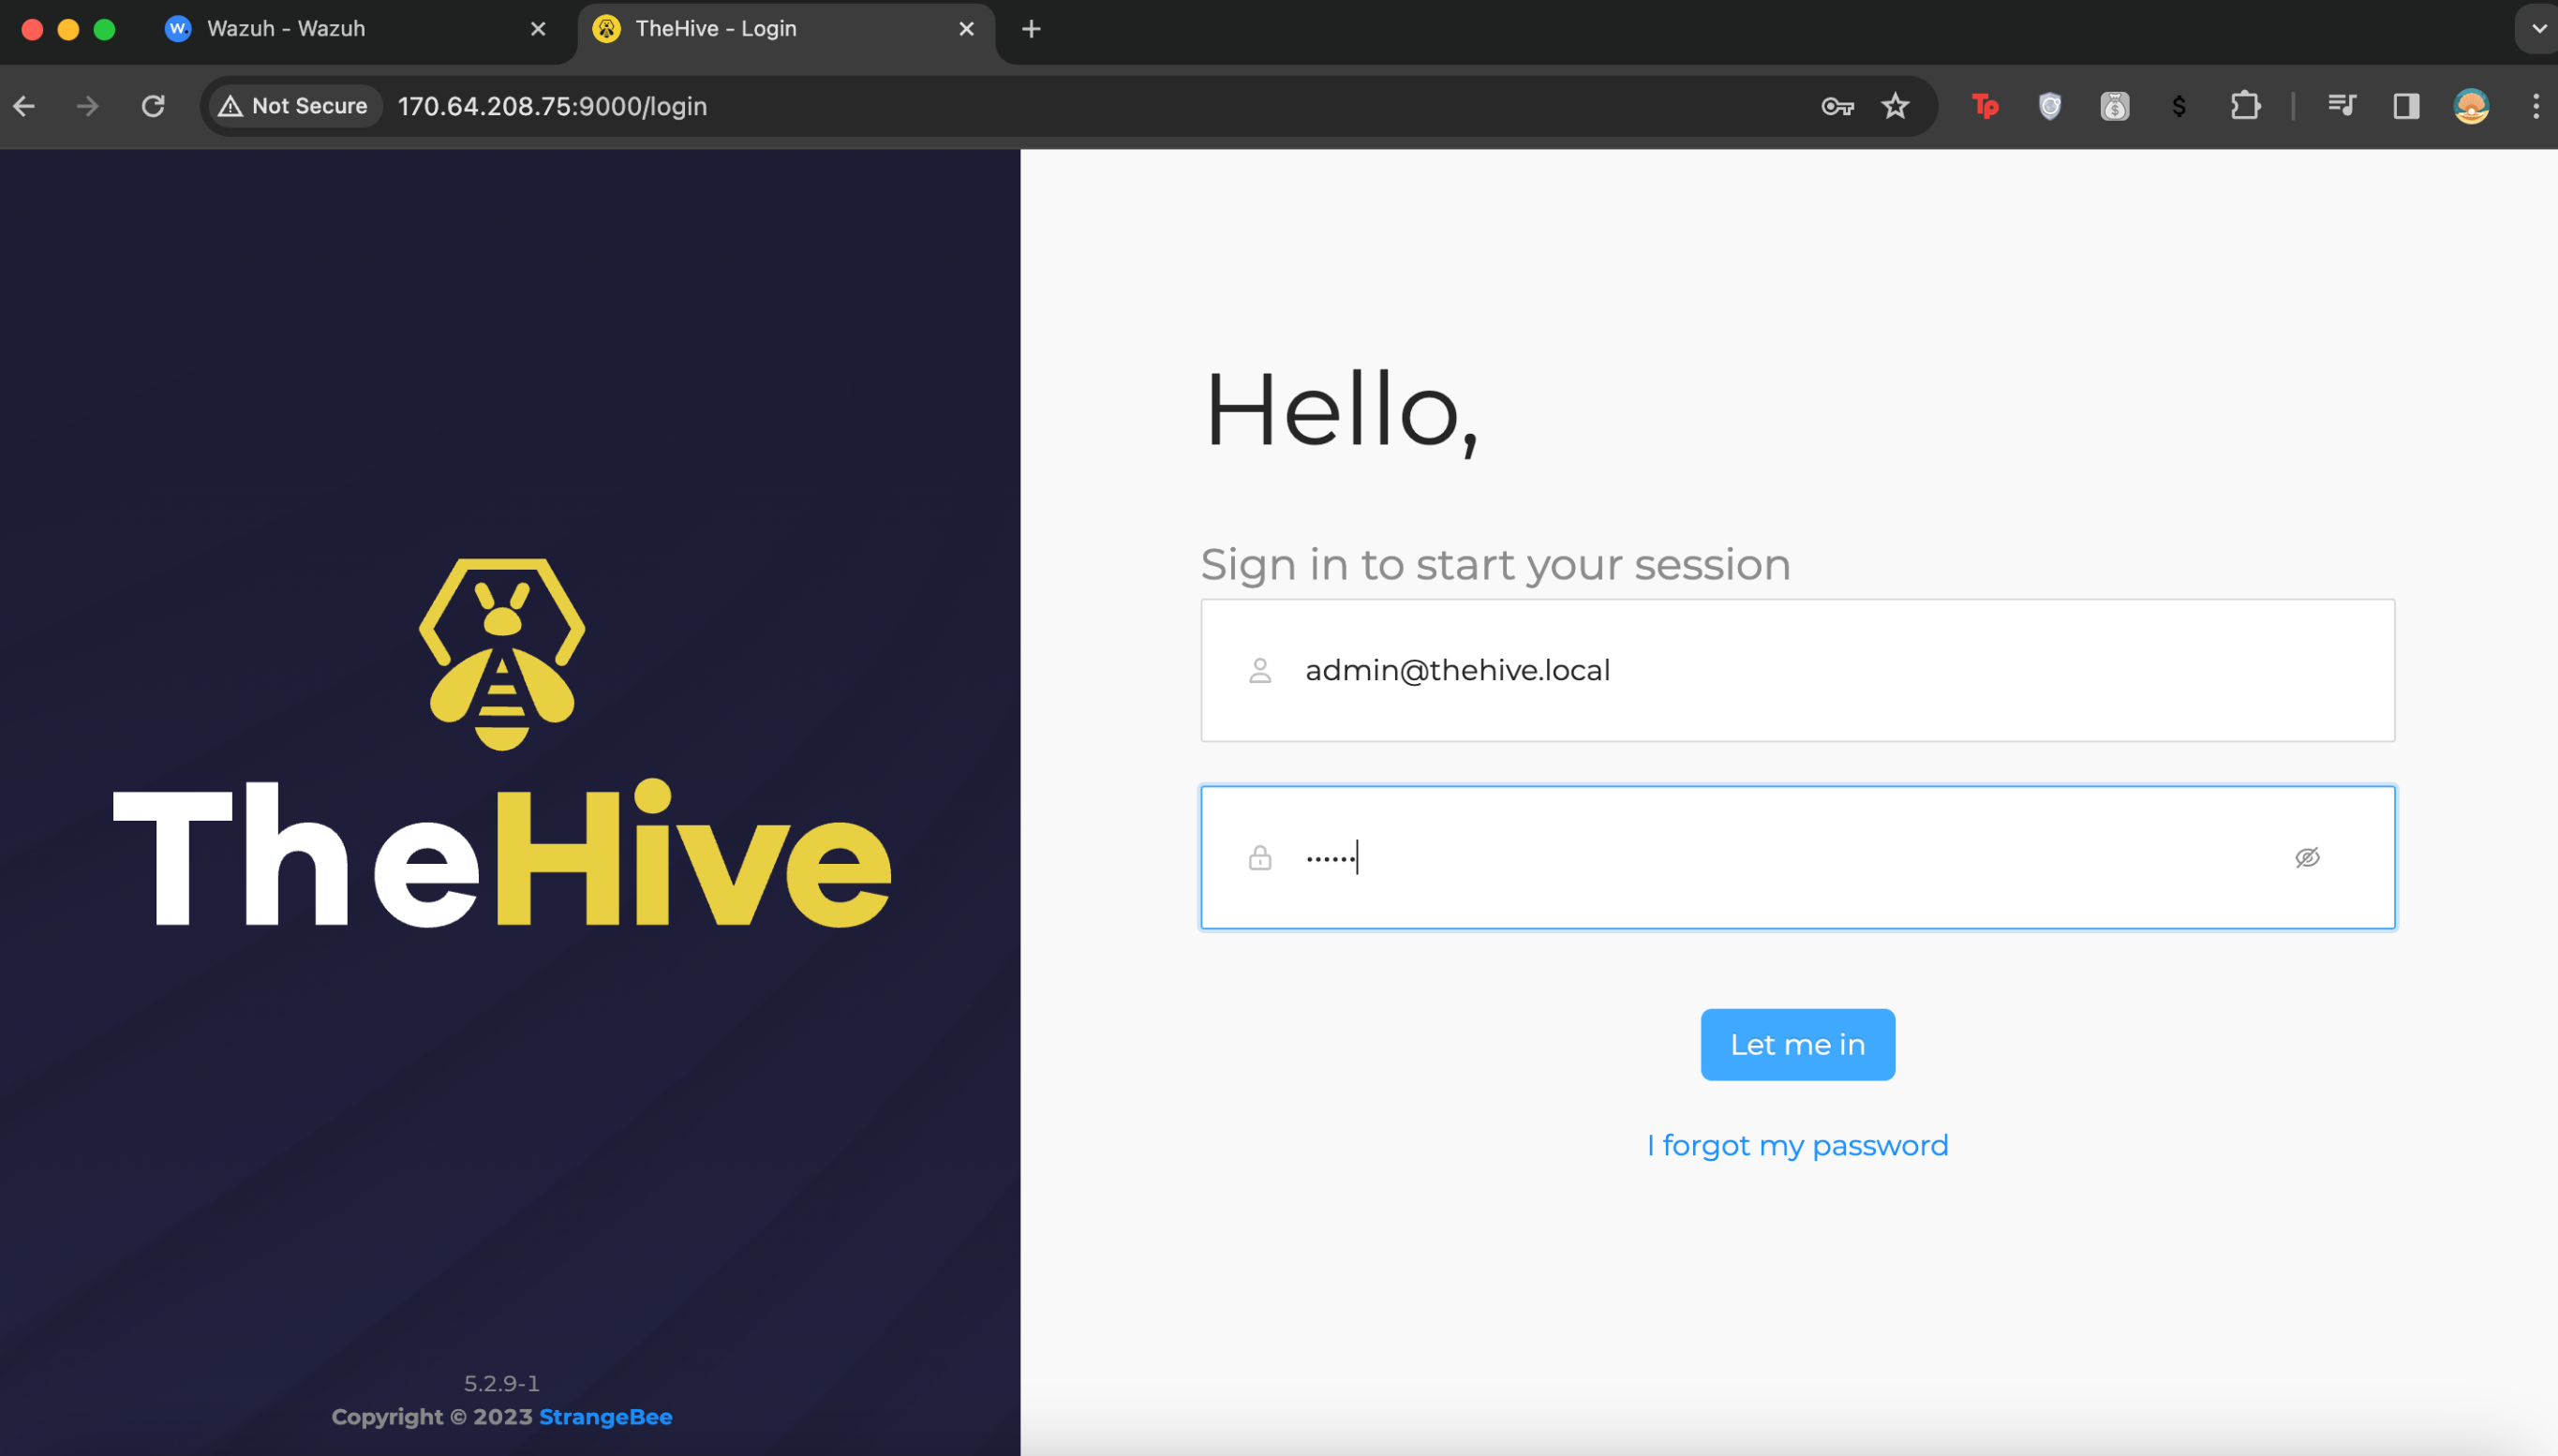 Wazuh - Wazuh
TheHive - Login
Not Secure
170.64.208.75:9000/login
Hello,
Sign in to start your session
admin@thehive.local
••••••
Let me in
I forgot my password
TheHive
5.2.9-1
Copyright © 2023 StrangeBee